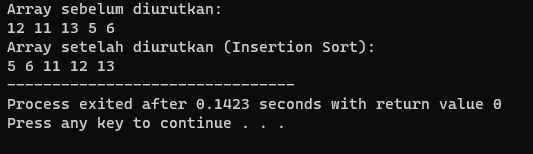 Array sebelum diurutkan:
12 11 13 5 6
Array setelah diurutkan (Insertion Sort):
5 6 11 12 13
--------------------------------
Process exited after 0.1423 seconds with return value 0
Press any key to continue . . .